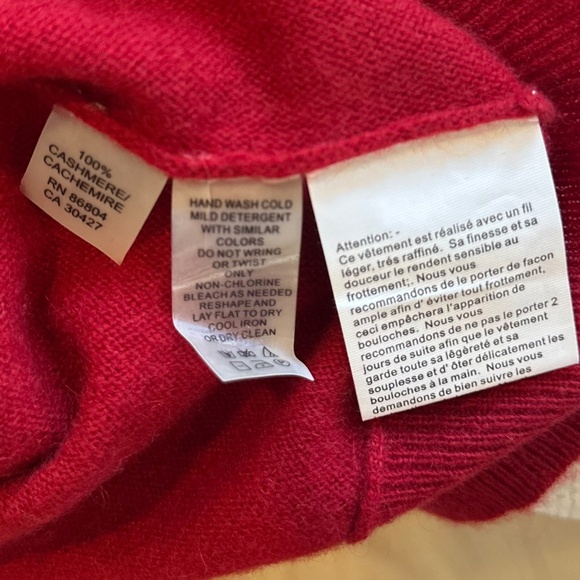 100%
CASHMERE/
CACHEMIRE
RN 86804
CA 30427
HAND WASH COLD
MILD DETERGENT
WITH SIMILAR
COLORS
DO NOT WRING
OR TWIST
ONLY
NON-CHLORINE
BLEACH AS NEEDED
RESHAPE AND
LAY FLAT TO DRY
COOL IRON
OR DRY CLEAN
Attention: -
Ce vêtement est réalisé avec un fil
léger, trés raffiné. Sa finesse et sa
douceur le rendent sensible au
frottement;. Nous vous
recommandons de porter de facon
ample afin d' éviter tout frottement,
ceci empêchera l'apparition de
bouloches. Nous vous
recommandons de ne pas le porter 2
jours de suite afin que le vêtement
garde toute sa lêgèreté et sa
souplesse et d' ôter délicatement les
bouloches à la main. Nous vous
demandons de bien suivre les